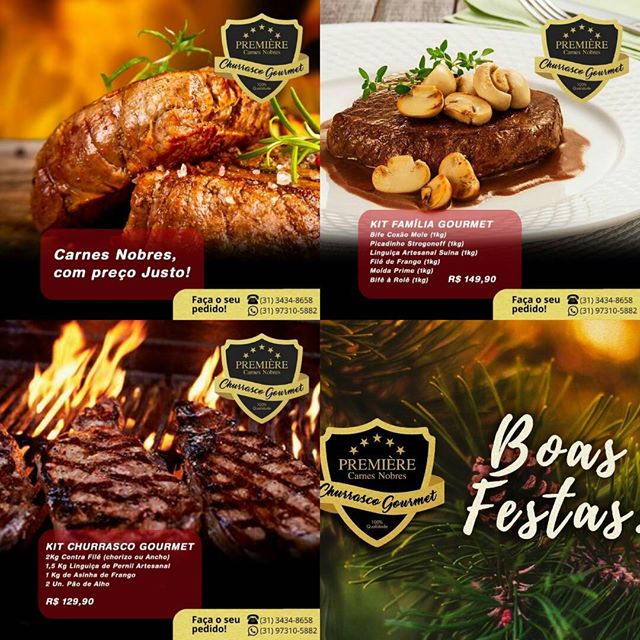 PREMIÈRE
Carnes Nobres
Churrasco Gourmet
100%
Qualidade
Carnes Nobres,
com preço Justo!
Faça o seu
pedido!
(31) 3434-8658
(31) 97310-5882
PREMIÈRE
Carnes Nobres
Churrasco Gourmet
100%
Qualidade
KIT FAMÍLIA GOURMET
Bife Coxão Mole (1kg)
Picadinho Strogonoff (1kg)
Linguiça Artesanal Suina (1kg)
Filé de Frango (1kg)
Moída Prime (1kg)
Bifê à Rolê (1kg)
R$ 149,90
Faça o seu
pedido!
(31) 3434-8658
(31) 97310-5882
PREMIÈRE
Carnes Nobres
Churrasco Gourmet
100%
Qualidade
KIT CHURRASCO GOURMET
2Kg Contra Filé (chorizo ou Ancho)
1,5 Kg Linguiça de Pernil Artesanal
1 Kg de Asinha de Frango
2 Un. Pão de Alho
R$ 129,90
Faça o seu
pedido!
(31) 3434-8658
(31) 97310-5882
PREMIÈRE
Carnes Nobres
Churrasco Gourmet
100%
Qualidade
Boas
Festas.